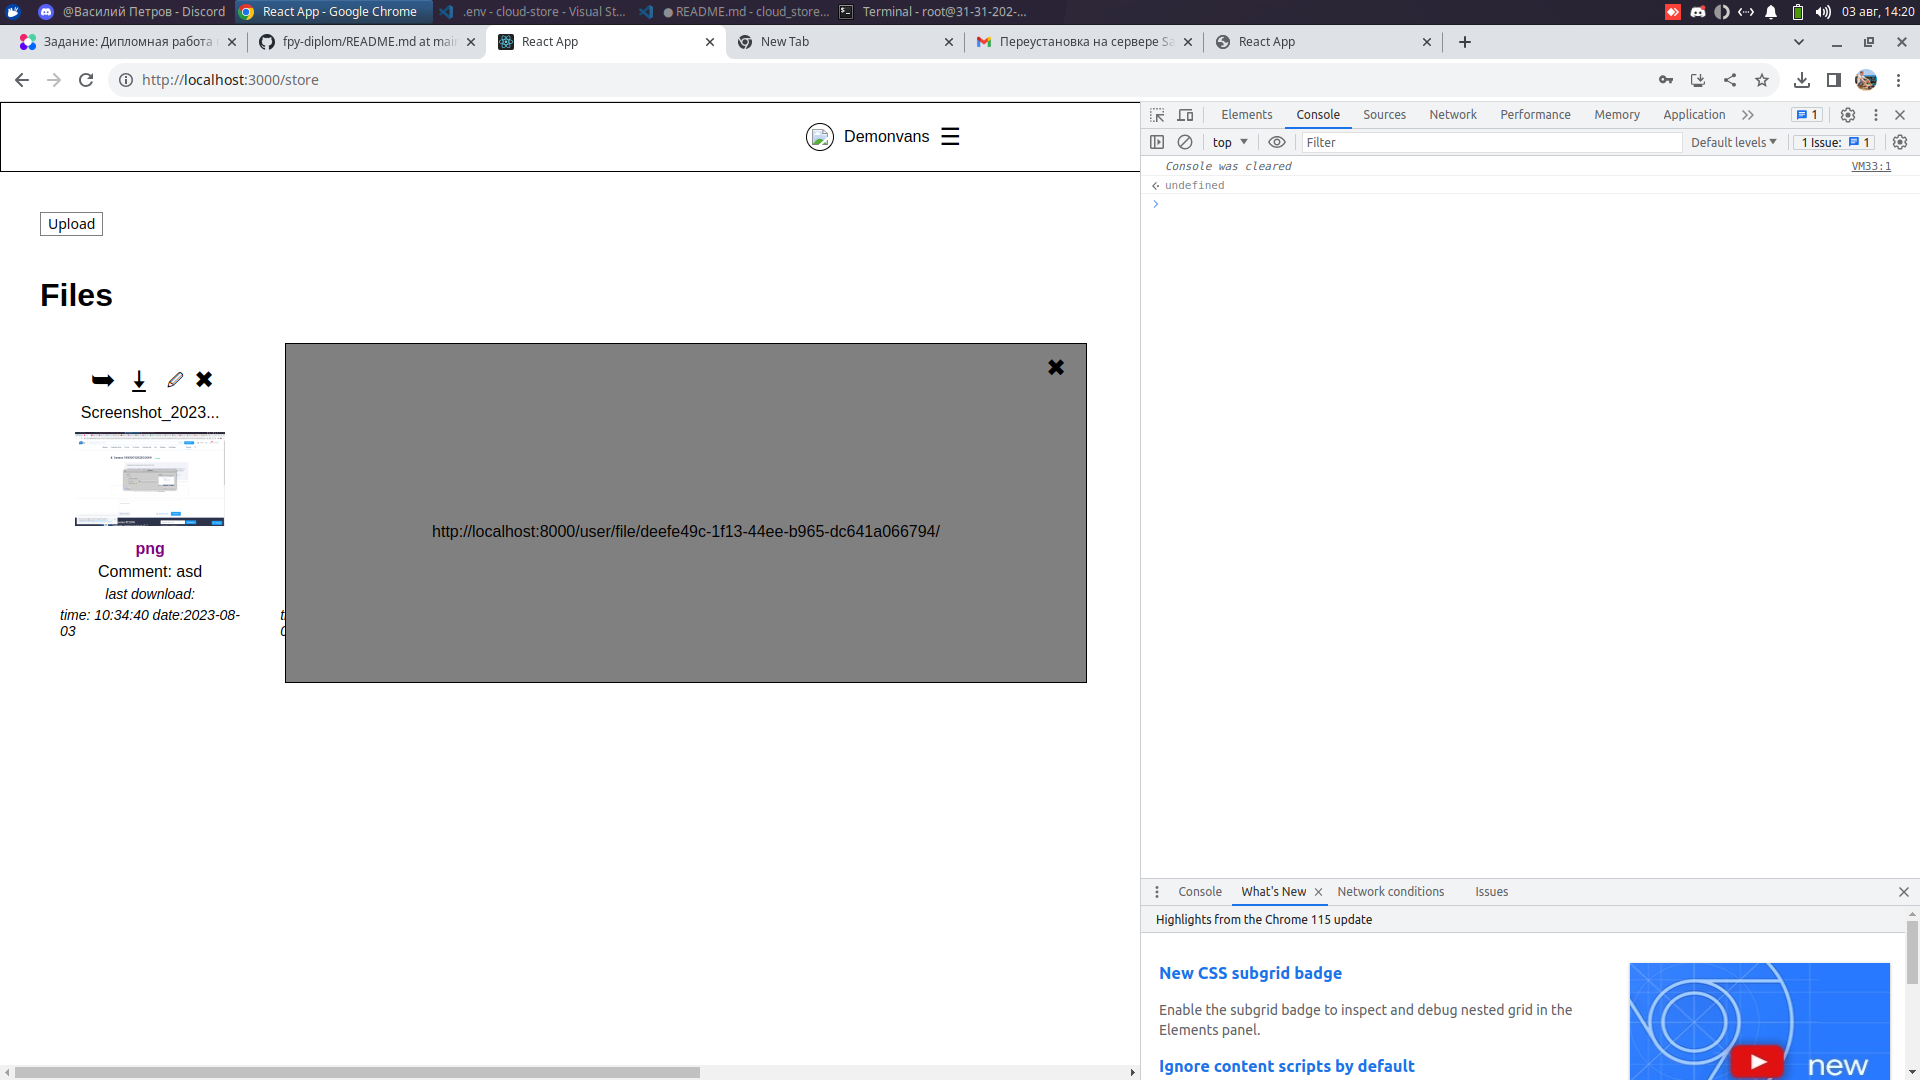 @Василий Петров - Discord
React App - Google Chrome
.env - cloud-store - Visual St...
● README.md - cloud_store...
Terminal - root@31-31-202-...
03 авг, 14:20
Задание: Дипломная работа
fpy-diplom/README.md at mai
React App
New Tab
Переустановка на сервере Sa
React App
http://localhost:3000/store
Demonvans
Upload
Files
Screenshot_2023...
png
Comment: asd
last download:
time: 10:34:40 date:2023-08-
03
http://localhost:8000/user/file/deefe49c-1f13-44ee-b965-dc641a066794/
Elements
Console
Sources
Network
Performance
Memory
Application
1
top
Filter
Default levels
1 Issue:
1
Console was cleared
VM33:1
undefined
Console
What's New
Network conditions
Issues
Highlights from the Chrome 115 update
New CSS subgrid badge
Enable the subgrid badge to inspect and debug nested grid in the
Elements panel.
Ignore content scripts by default
new